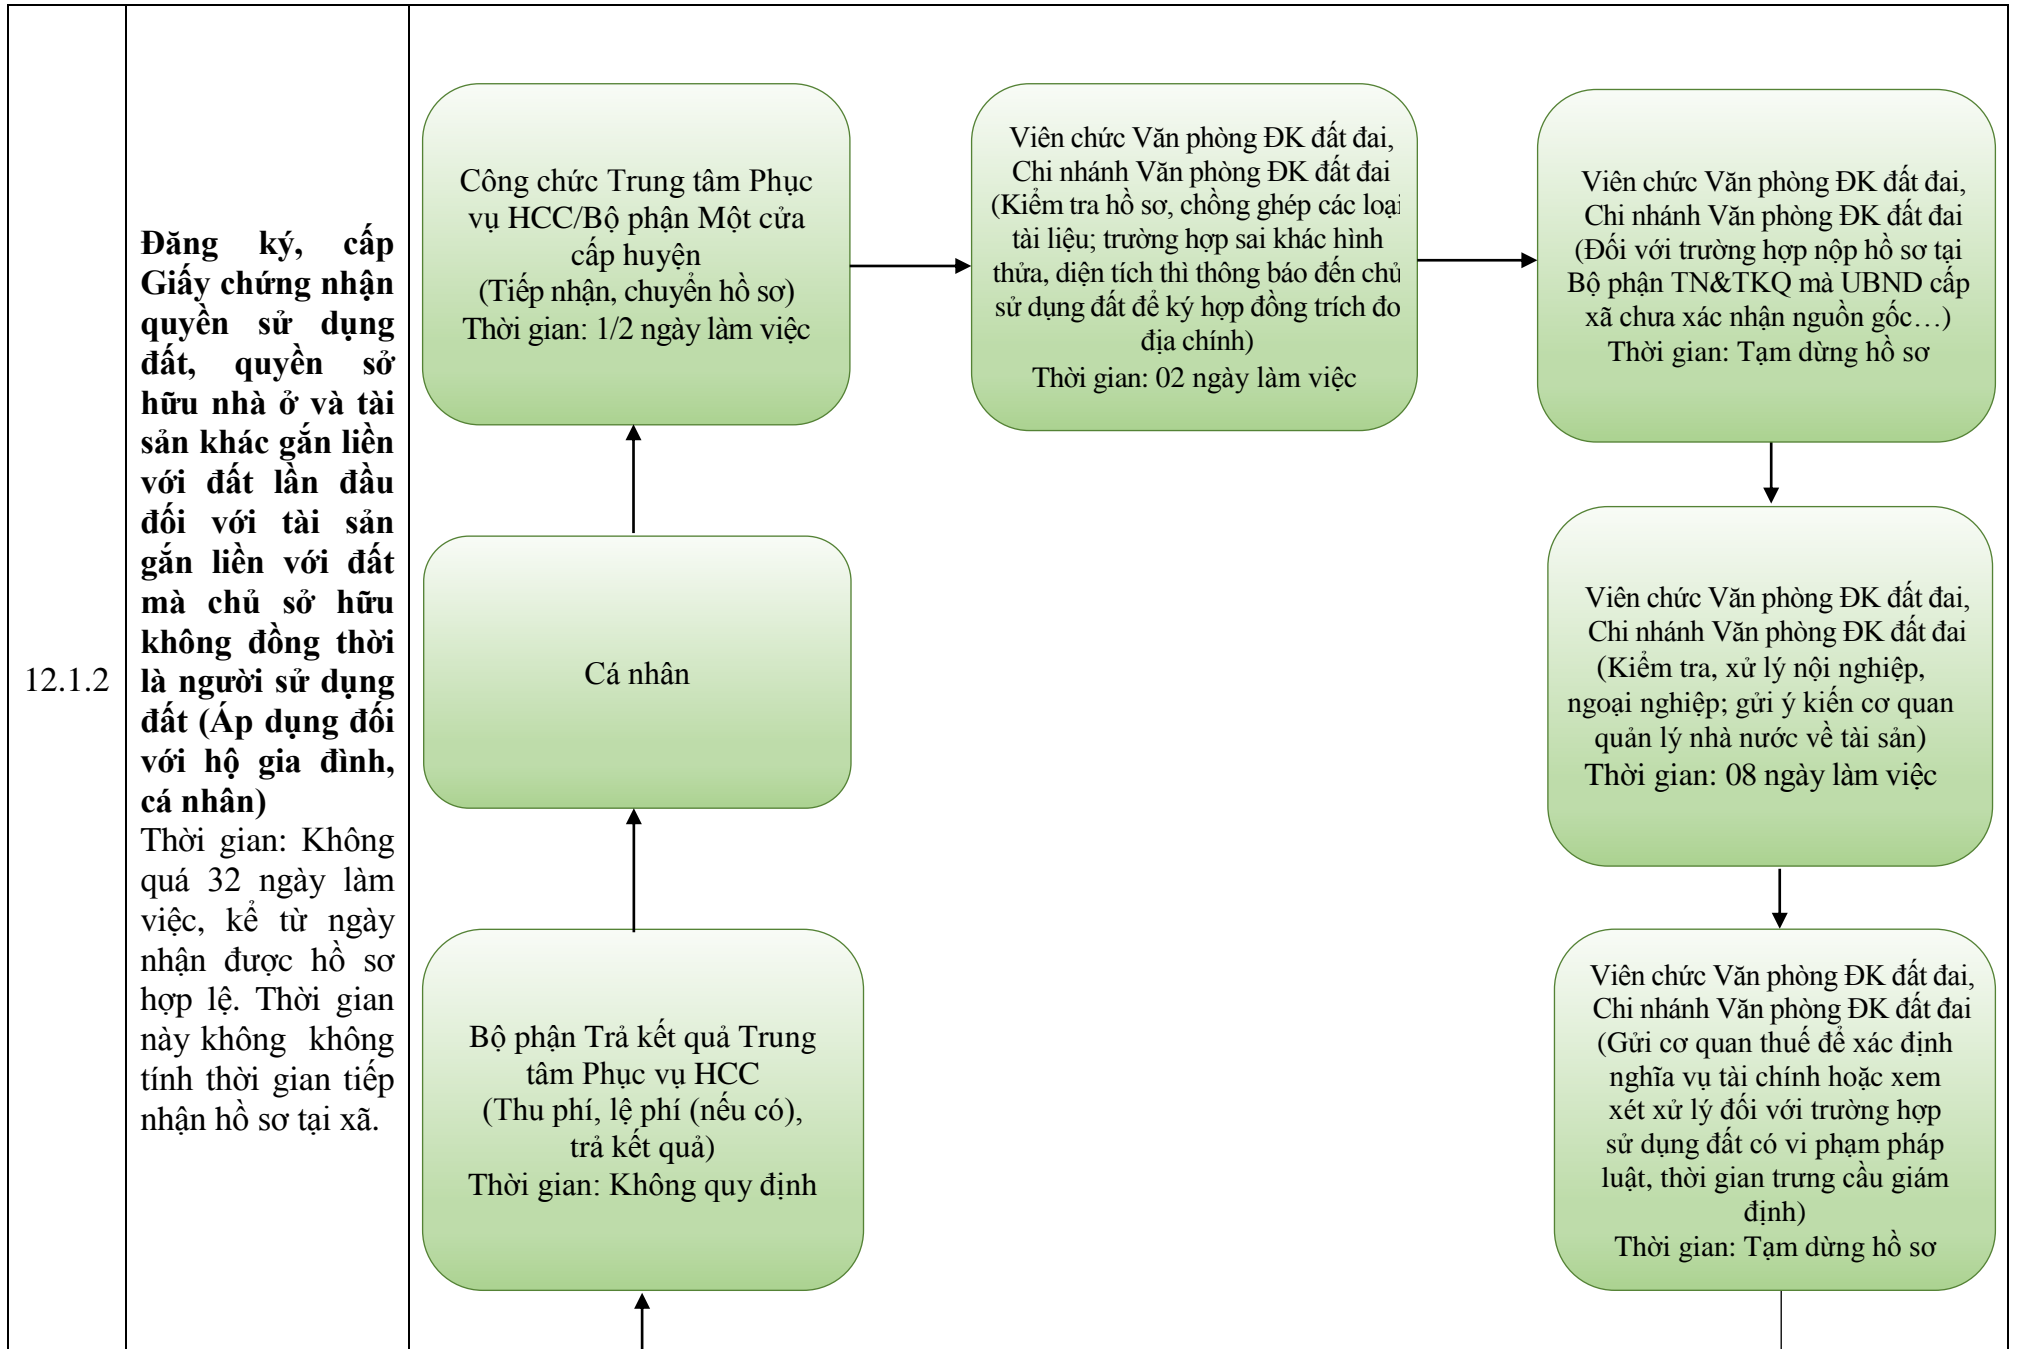 12.1.2
Đăng ký, cấp
Giấy chứng nhận
quyền sử dụng
đất, quyền sở
hữu nhà ở và tài
sản khác gắn liền
với đất lần đầu
đối với tài sản
gắn liền với đất
mà chủ sở hữu
không đồng thời
là người sử dụng
đất (Áp dụng đối
với hộ gia đình,
cá nhân)
Thời gian: Không
quá 32 ngày làm
việc, kể từ ngày
nhận được hồ sơ
hợp lệ. Thời gian
này không không
tính thời gian tiếp
nhận hồ sơ tại xã.
Công chức Trung tâm Phục
vụ HCC/Bộ phận Một cửa
cấp huyện
(Tiếp nhận, chuyển hồ sơ)
Thời gian: 1/2 ngày làm việc
Viên chức Văn phòng ĐK đất đai,
Chi nhánh Văn phòng ĐK đất đai
(Kiểm tra hồ sơ, chồng ghép các loại
tài liệu; trường hợp sai khác hình
thửa, diện tích thì thông báo đến chủ
sử dụng đất để ký hợp đồng trích đo
địa chính)
Thời gian: 02 ngày làm việc
Viên chức Văn phòng ĐK đất đai,
Chi nhánh Văn phòng ĐK đất đai
(Đối với trường hợp nộp hồ sơ tại
Bộ phận TN&TKQ mà UBND cấp
xã chưa xác nhận nguồn gốc…)
Thời gian: Tạm dừng hồ sơ
Viên chức Văn phòng ĐK đất đai,
Chi nhánh Văn phòng ĐK đất đai
(Kiểm tra, xử lý nội nghiệp,
ngoại nghiệp; gửi ý kiến cơ quan
quản lý nhà nước về tài sản)
Thời gian: 08 ngày làm việc
Viên chức Văn phòng ĐK đất đai,
Chi nhánh Văn phòng ĐK đất đai
(Gửi cơ quan thuế để xác định
nghĩa vụ tài chính hoặc xem
xét xử lý đối với trường hợp
sử dụng đất có vi phạm pháp
luật, thời gian trưng cầu giám
định)
Thời gian: Tạm dừng hồ sơ
Cá nhân
Bộ phận Trả kết quả Trung
tâm Phục vụ HCC
(Thu phí, lệ phí (nếu có),
trả kết quả)
Thời gian: Không quy định